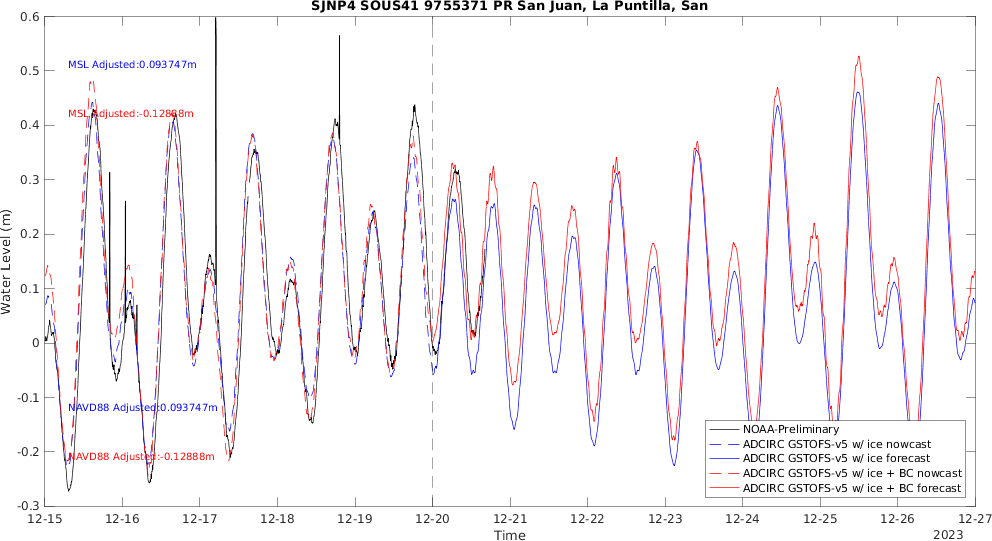 SJNP4 SOUS41 9755371 PR San Juan, La Puntilla, San
Water Level (m)
0.6
0.5
0.4
0.3
0.2
0.1
0
-0.1
-0.2
-0.3
MSL Adjusted:0.093747m
MSL Adjusted:-0.12888m
NAVD88 Adjusted:0.093747m
NAVD88 Adjusted:-0.12888m
NOAA-Preliminary
ADCIRC GSTOFS-v5 w/ ice nowcast
ADCIRC GSTOFS-v5 w/ ice forecast
ADCIRC GSTOFS-v5 w/ ice + BC nowcast
ADCIRC GSTOFS-v5 w/ ice + BC forecast
12-15 12-16 12-17 12-18 12-19 12-20 12-21 12-22 12-23 12-24 12-25 12-26 12-27
Time
2023